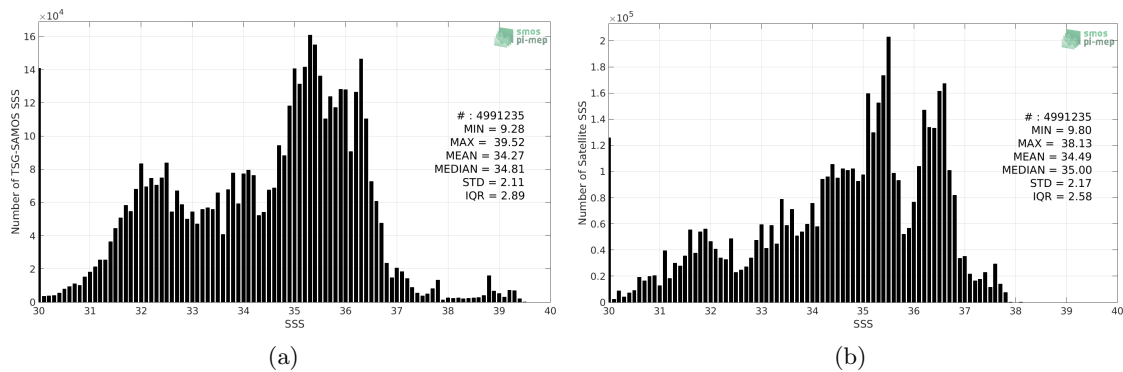 ×10⁴
smos
pi-mep
Number of TSG-SAMOS SSS
16
14
12
10
8
6
4
2
0
# : 4991235
MIN = 9.28
MAX = 39.52
MEAN = 34.27
MEDIAN = 34.81
STD = 2.11
IQR = 2.89
30 31 32 33 34 35 36 37 38 39 40
SSS
(a)
×10⁵
smos
pi-mep
Number of Satellite SSS
2
1.8
1.6
1.4
1.2
1
0.8
0.6
0.4
0.2
0
# : 4991235
MIN = 9.80
MAX = 38.13
MEAN = 34.49
MEDIAN = 35.00
STD = 2.17
IQR = 2.58
30 31 32 33 34 35 36 37 38 39 40
SSS
(b)